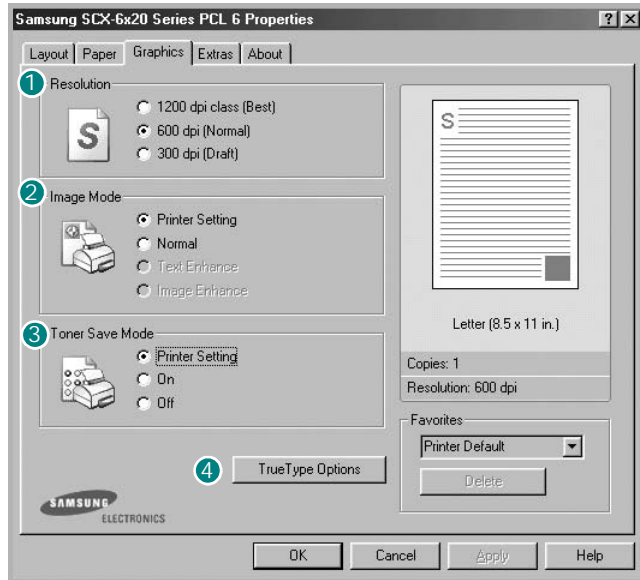 Samsung SCX-6x20 Series PCL 6 Properties
Layout
Paper
Graphics
Extras
About
1
Resolution
S
1200 dpi class (Best)
600 dpi (Normal)
300 dpi (Draft)
2
Image Mode
Printer Setting
Normal
Text Enhance
Image Enhance
3
Toner Save Mode
Printer Setting
On
Off
4
TrueType Options
SAMSUNG
ELECTRONICS
S
Letter (8.5 x 11 in.)
Copies: 1
Resolution: 600 dpi
Favorites
Printer Default
Delete
OK
Cancel
Apply
Help